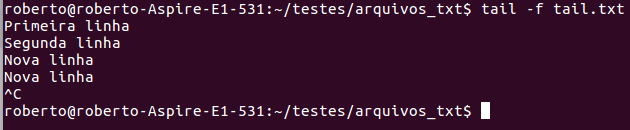 roberto@roberto-Aspire-E1-531:~/testes/arquivos_txt$ tail -f tail.txt
Primeira linha
Segunda linha
Nova linha
Nova linha
^C
roberto@roberto-Aspire-E1-531:~/testes/arquivos_txt$